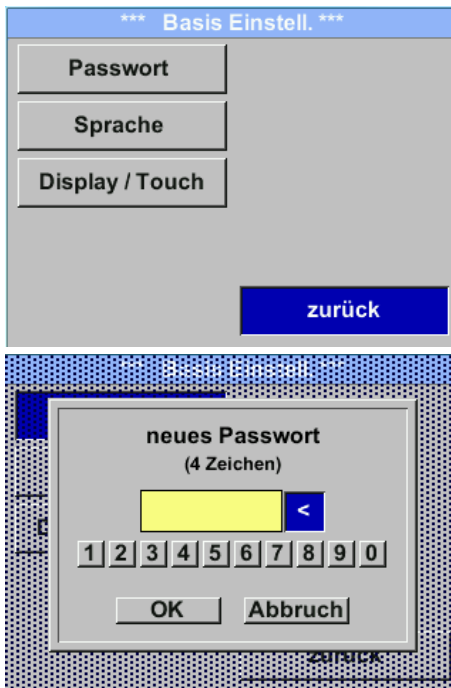 *** Basis Einstell. ***
Passwort
Sprache
Display / Touch
zurück
*** Basis Einstell. ***
neues Passwort
(4 Zeichen)
<
1 2 3 4 5 6 7 8 9 0
OK Abbruch
zurück